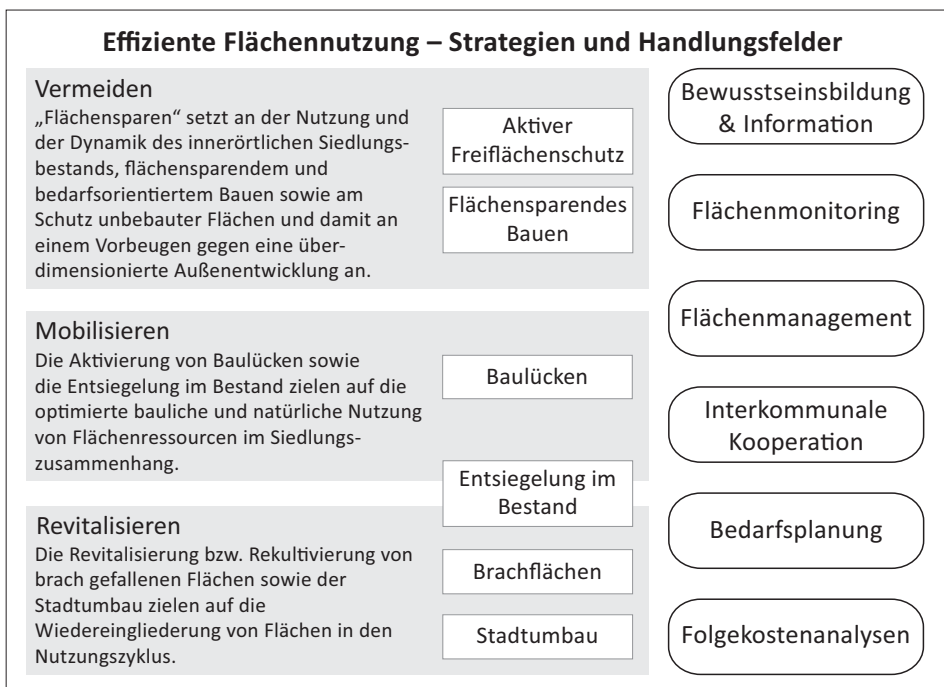 Effiziente Flächennutzung – Strategien und Handlungsfelder
Vermeiden
„Flächensparen“ setzt an der Nutzung und
der Dynamik des innerörtlichen Siedlungs-
bestands, flächensparendem und
bedarfsorientiertem Bauen sowie am
Schutz unbebauter Flächen und damit an
einem Vorbeugen gegen eine über-
dimensionierte Außenentwicklung an.
Aktiver
Freiflächenschutz
Flächensparendes
Bauen
Mobilisieren
Die Aktivierung von Baulücken sowie
die Entsiegelung im Bestand zielen auf die
optimierte bauliche und natürliche Nutzung
von Flächenressourcen im Siedlungs-
zusammenhang.
Baulücken
Entsiegelung im
Bestand
Revitalisieren
Die Revitalisierung bzw. Rekultivierung von
brach gefallenen Flächen sowie der
Stadtumbau zielen auf die
Wiedereingliederung von Flächen in den
Nutzungszyklus.
Brachflächen
Stadtumbau
Bewusstseinsbildung
& Information
Flächenmonitoring
Flächenmanagement
Interkommunale
Kooperation
Bedarfsplanung
Folgekostenanalysen